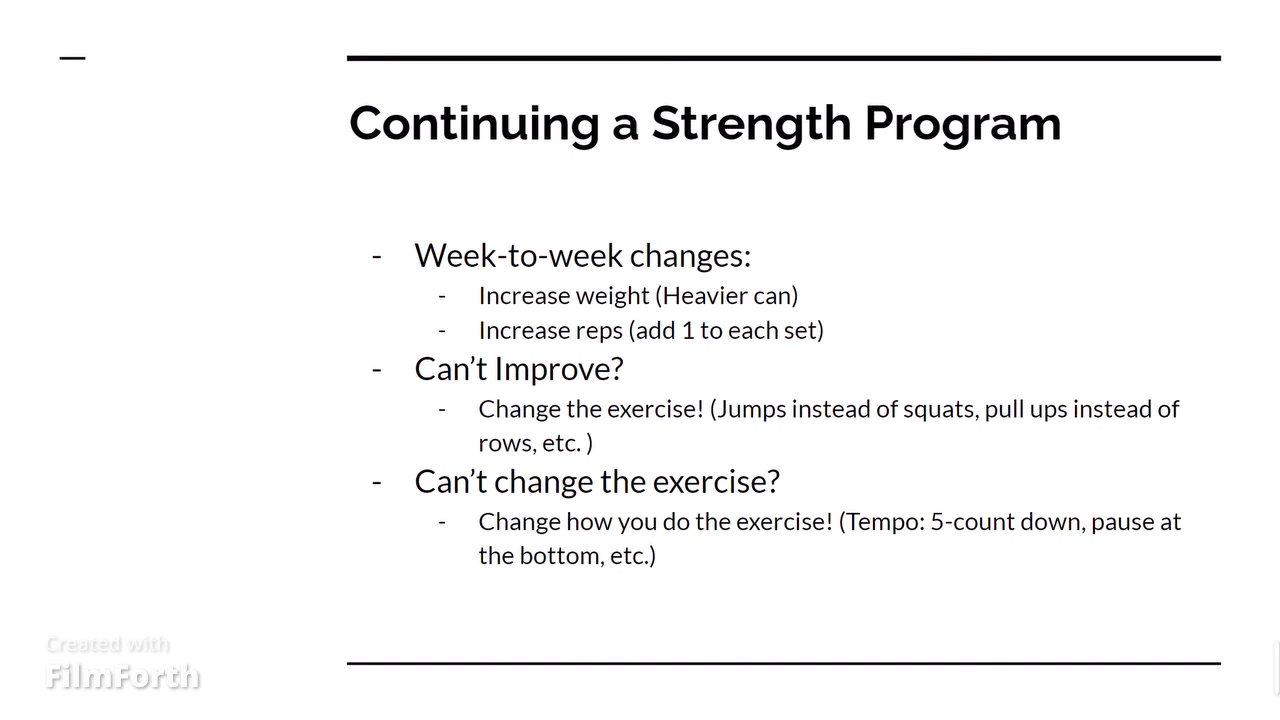 Continuing a Strength Program
- Week-to-week changes:
- Increase weight (Heavier can)
- Increase reps (add 1 to each set)
- Can’t Improve?
- Change the exercise! (Jumps instead of squats, pull ups instead of
rows, etc. )
- Can’t change the exercise?
- Change how you do the exercise! (Tempo: 5-count down, pause at
the bottom, etc.)
Created with
FilmForth